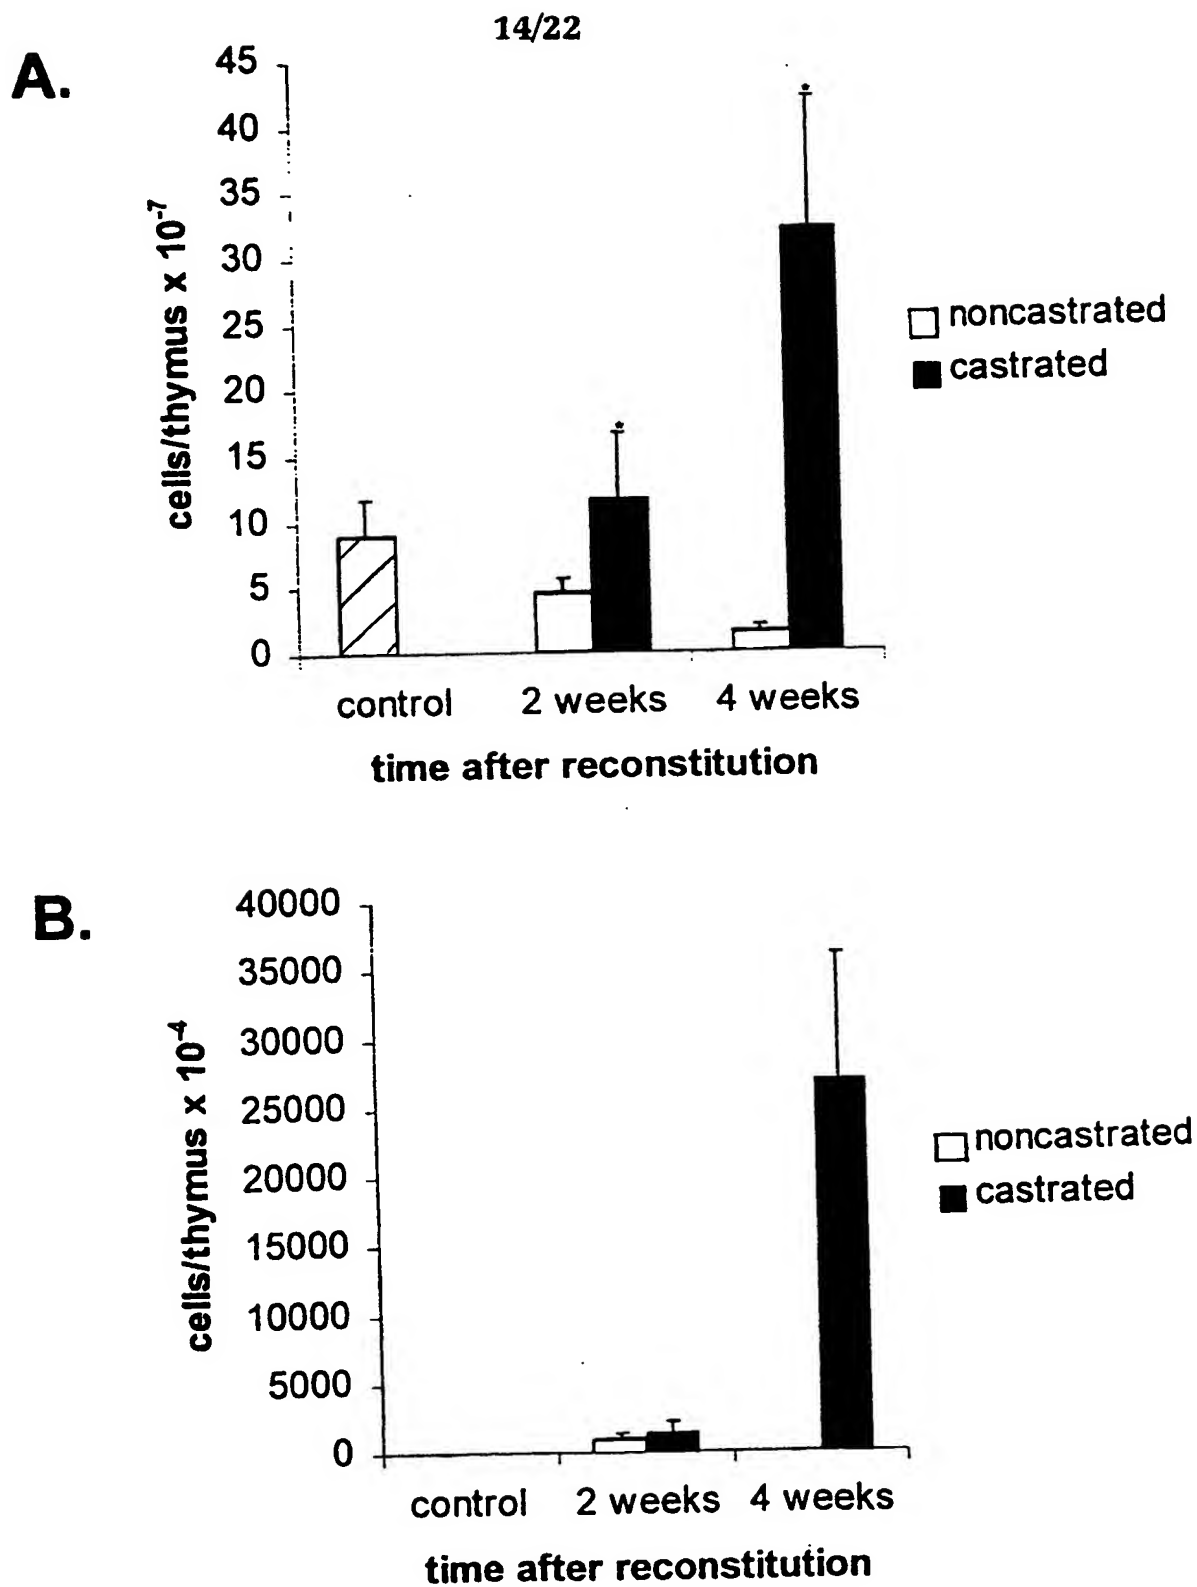 14/22
A.
45
40
35
30
25
20
15
10
5
0
cells/thymus x 10-7
*
*
noncastrated
castrated
control 2 weeks 4 weeks
time after reconstitution
B.
40000
35000
30000
25000
20000
15000
10000
5000
0
cells/thymus x 10-4
noncastrated
castrated
control 2 weeks 4 weeks
time after reconstitution